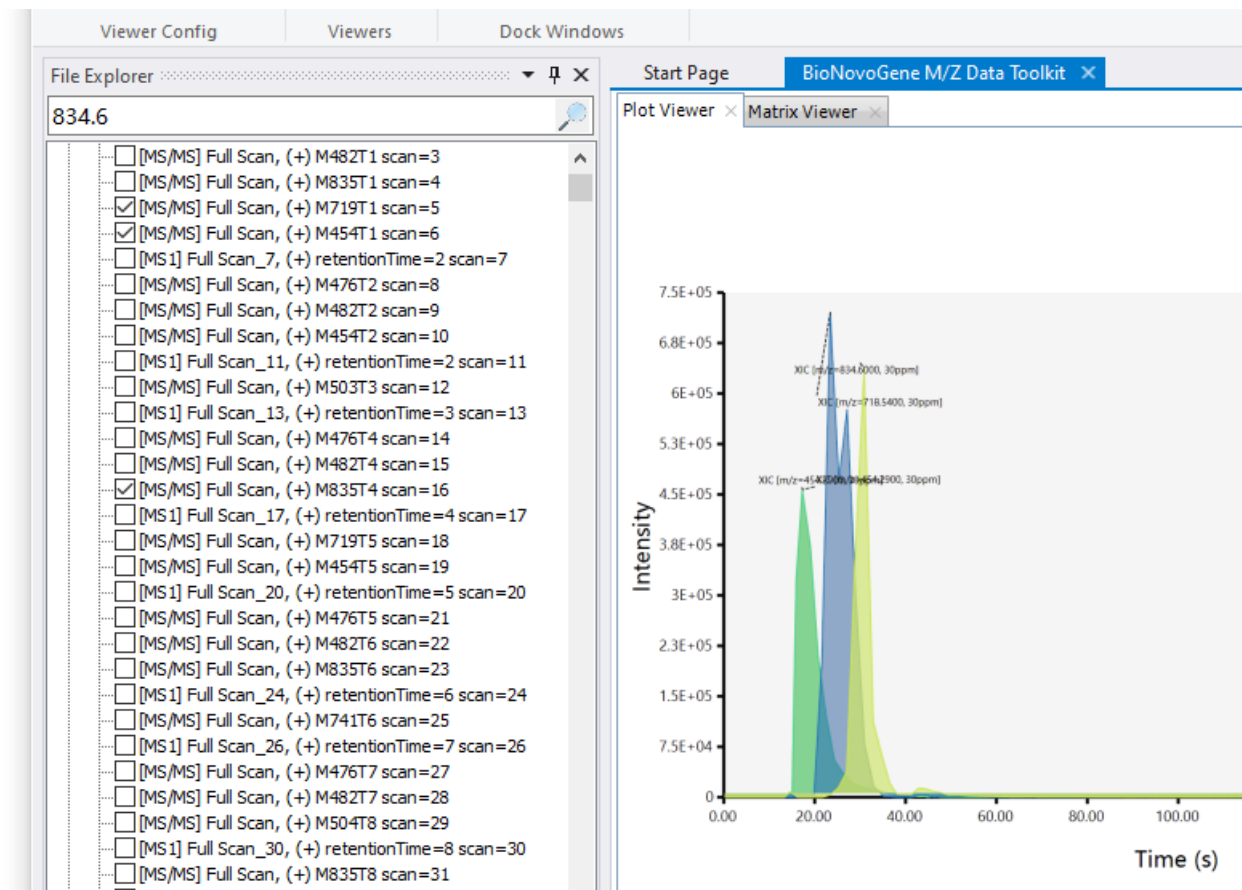 Viewer Config
Viewers
Dock Windows
File Explorer
Start Page
BioNovoGene M/Z Data Toolkit
834.6
Plot Viewer
Matrix Viewer
[MS/MS] Full Scan, (+) M482T1 scan=3
[MS/MS] Full Scan, (+) M835T1 scan=4
[MS/MS] Full Scan, (+) M719T1 scan=5
[MS/MS] Full Scan, (+) M454T1 scan=6
[MS1] Full Scan_7, (+) retentionTime=2 scan=7
[MS/MS] Full Scan, (+) M476T2 scan=8
[MS/MS] Full Scan, (+) M482T2 scan=9
[MS/MS] Full Scan, (+) M454T2 scan=10
[MS1] Full Scan_11, (+) retentionTime=2 scan=11
[MS/MS] Full Scan, (+) M503T3 scan=12
[MS1] Full Scan_13, (+) retentionTime=3 scan=13
[MS/MS] Full Scan, (+) M476T4 scan=14
[MS/MS] Full Scan, (+) M482T4 scan=15
[MS/MS] Full Scan, (+) M835T4 scan=16
[MS1] Full Scan_17, (+) retentionTime=4 scan=17
[MS/MS] Full Scan, (+) M719T5 scan=18
[MS/MS] Full Scan, (+) M454T5 scan=19
[MS1] Full Scan_20, (+) retentionTime=5 scan=20
[MS/MS] Full Scan, (+) M476T5 scan=21
[MS/MS] Full Scan, (+) M482T6 scan=22
[MS/MS] Full Scan, (+) M835T6 scan=23
[MS1] Full Scan_24, (+) retentionTime=6 scan=24
[MS/MS] Full Scan, (+) M741T6 scan=25
[MS1] Full Scan_26, (+) retentionTime=7 scan=26
[MS/MS] Full Scan, (+) M476T7 scan=27
[MS/MS] Full Scan, (+) M482T7 scan=28
[MS/MS] Full Scan, (+) M504T8 scan=29
[MS1] Full Scan_30, (+) retentionTime=8 scan=30
[MS/MS] Full Scan, (+) M835T8 scan=31
7.5E+05
6.8E+05
XIC [m/z=834.6000, 30ppm]
6E+05
XIC [m/z=718.5400, 30ppm]
5.3E+05
4.5E+05
Intensity
3.8E+05
3E+05
2.3E+05
1.5E+05
7.5E+04
0
0.00
20.00
40.00
60.00
80.00
100.00
Time (s)